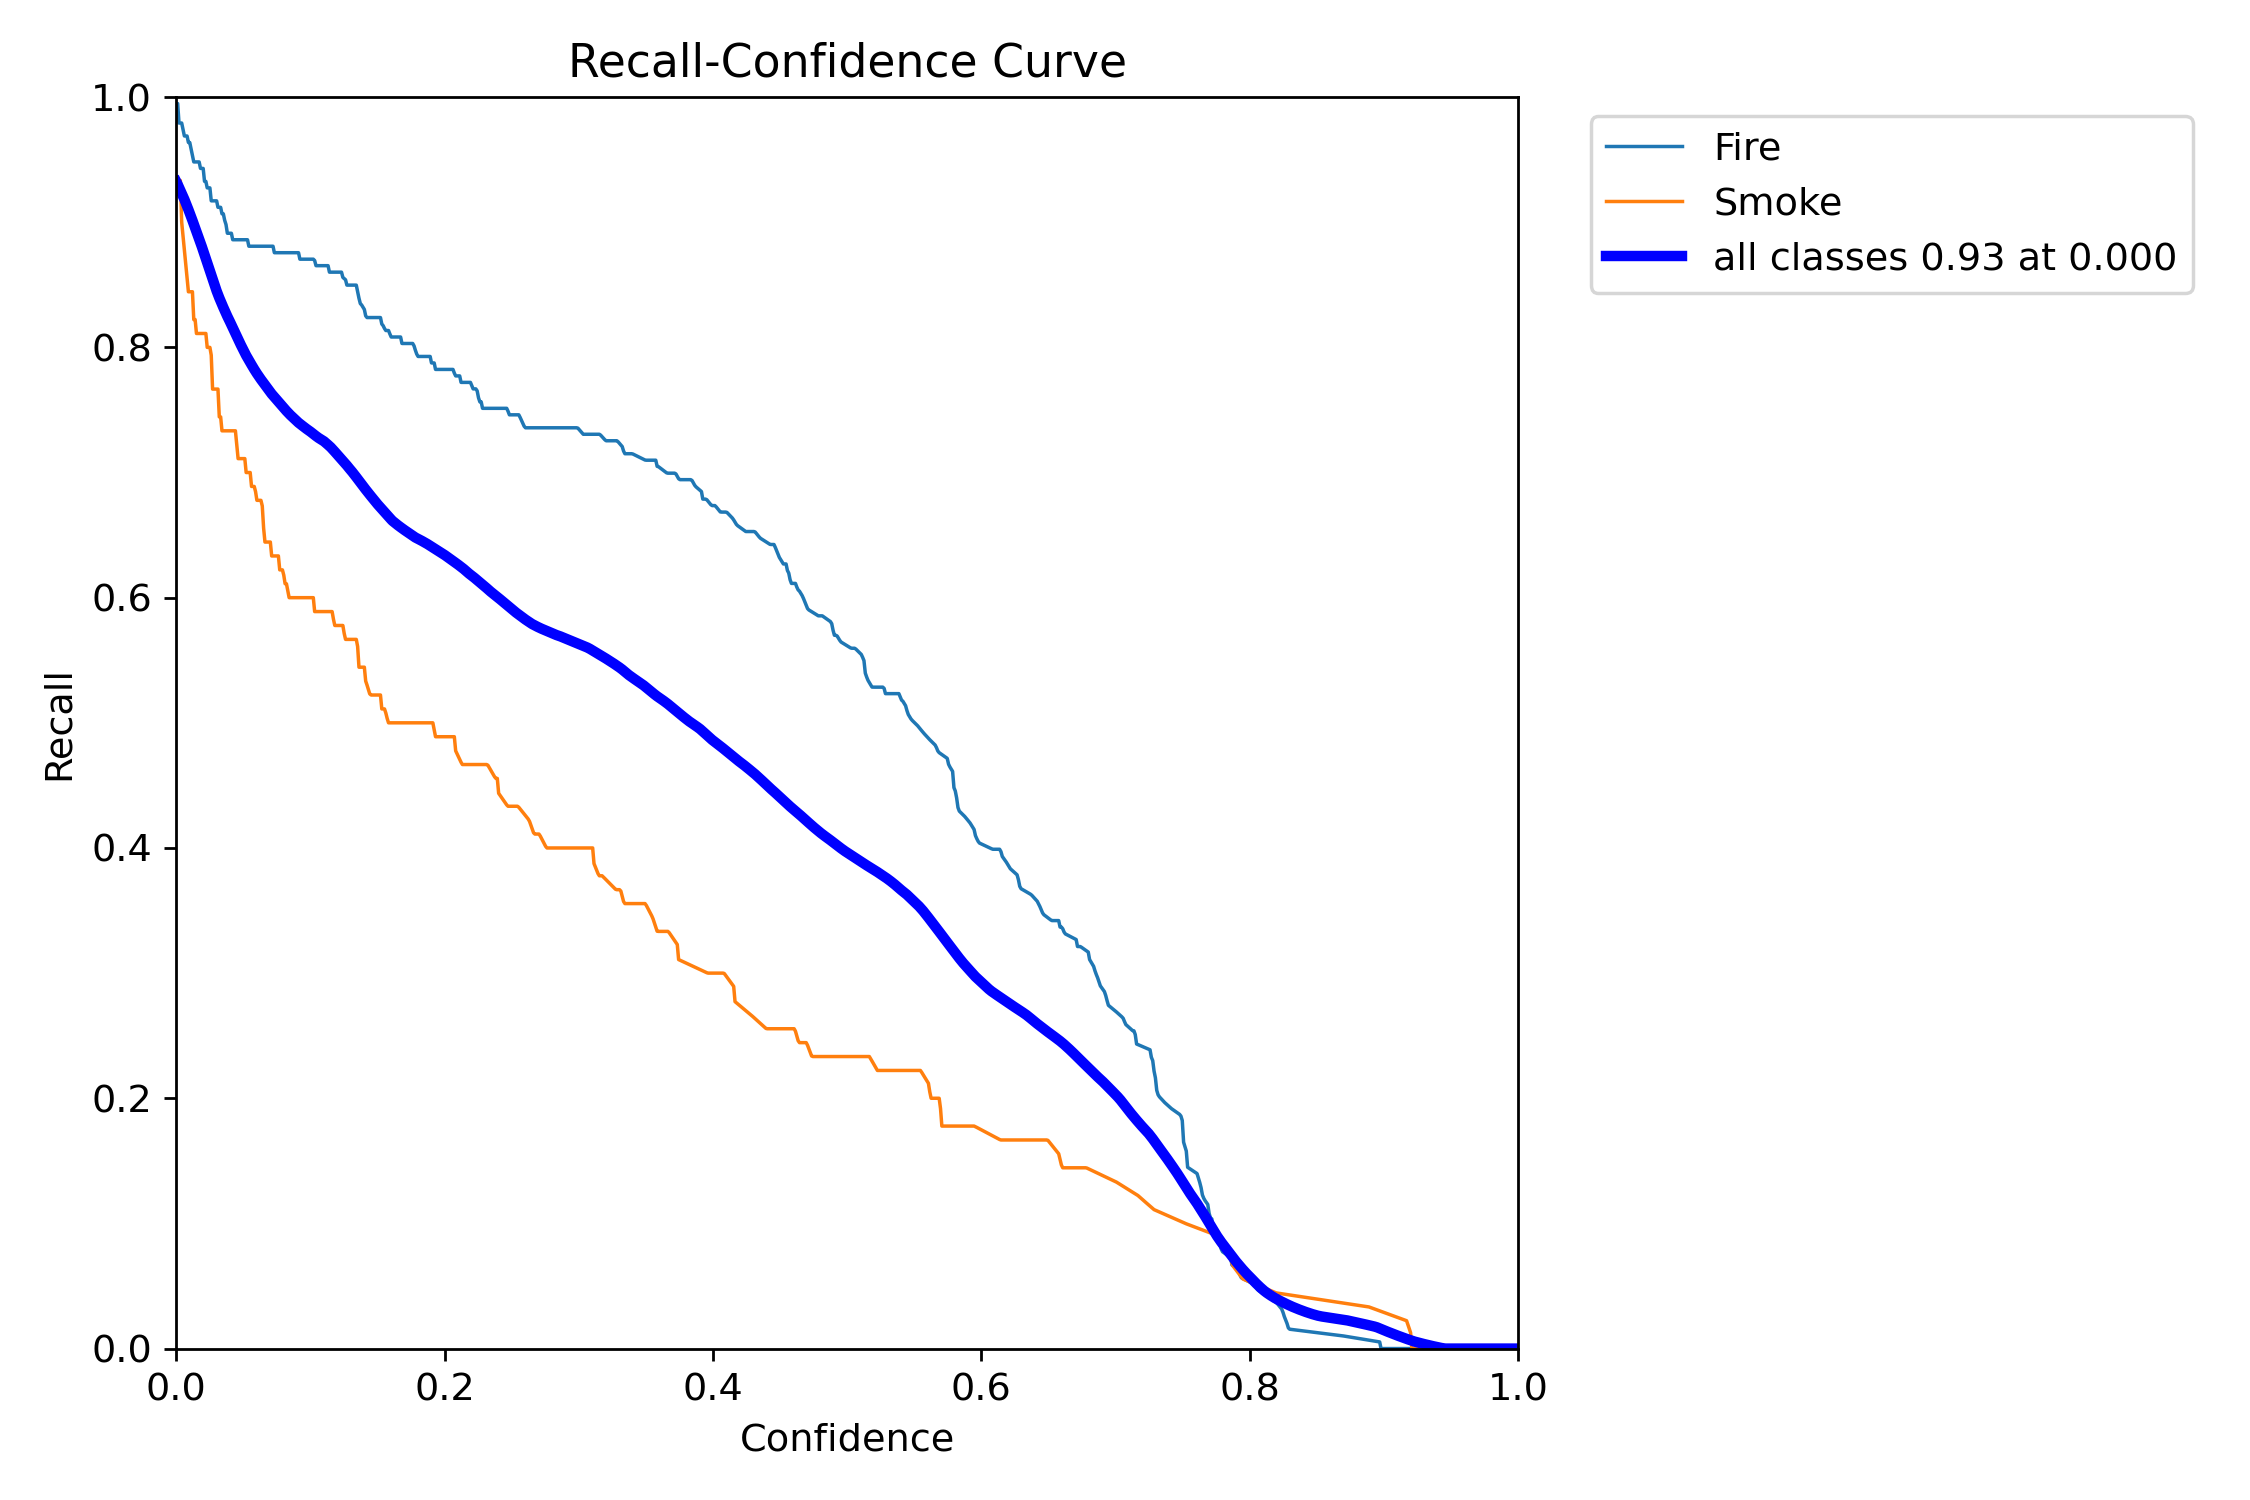 Recall-Confidence Curve
1.0
0.8
0.6
0.4
0.2
0.0
Recall
0.0 0.2 0.4 0.6 0.8 1.0
Confidence
Fire
Smoke
all classes 0.93 at 0.000